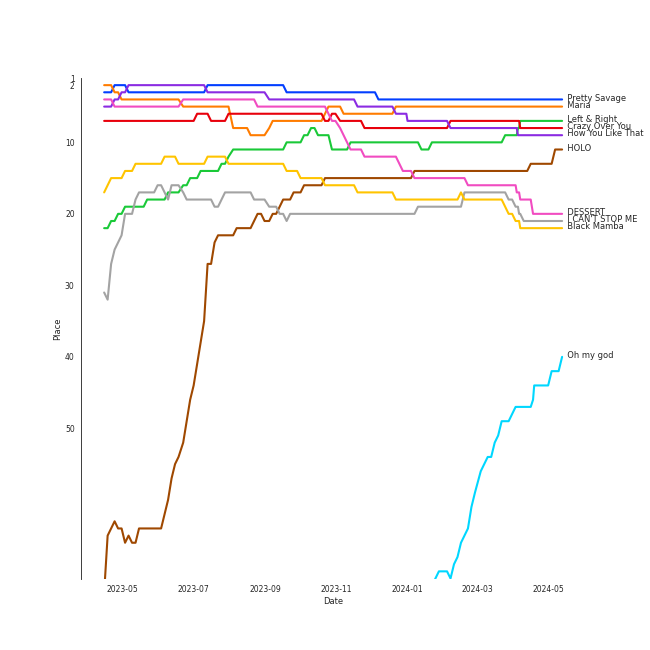 1
2
10
20
30
40
50
Place
2023-05
2023-07
2023-09
2023-11
2024-01
2024-03
2024-05
Date
Pretty Savage
Maria
Left & Right
Crazy Over You
How You Like That
HOLO
DESSERT
I CAN'T STOP ME
Black Mamba
Oh my god